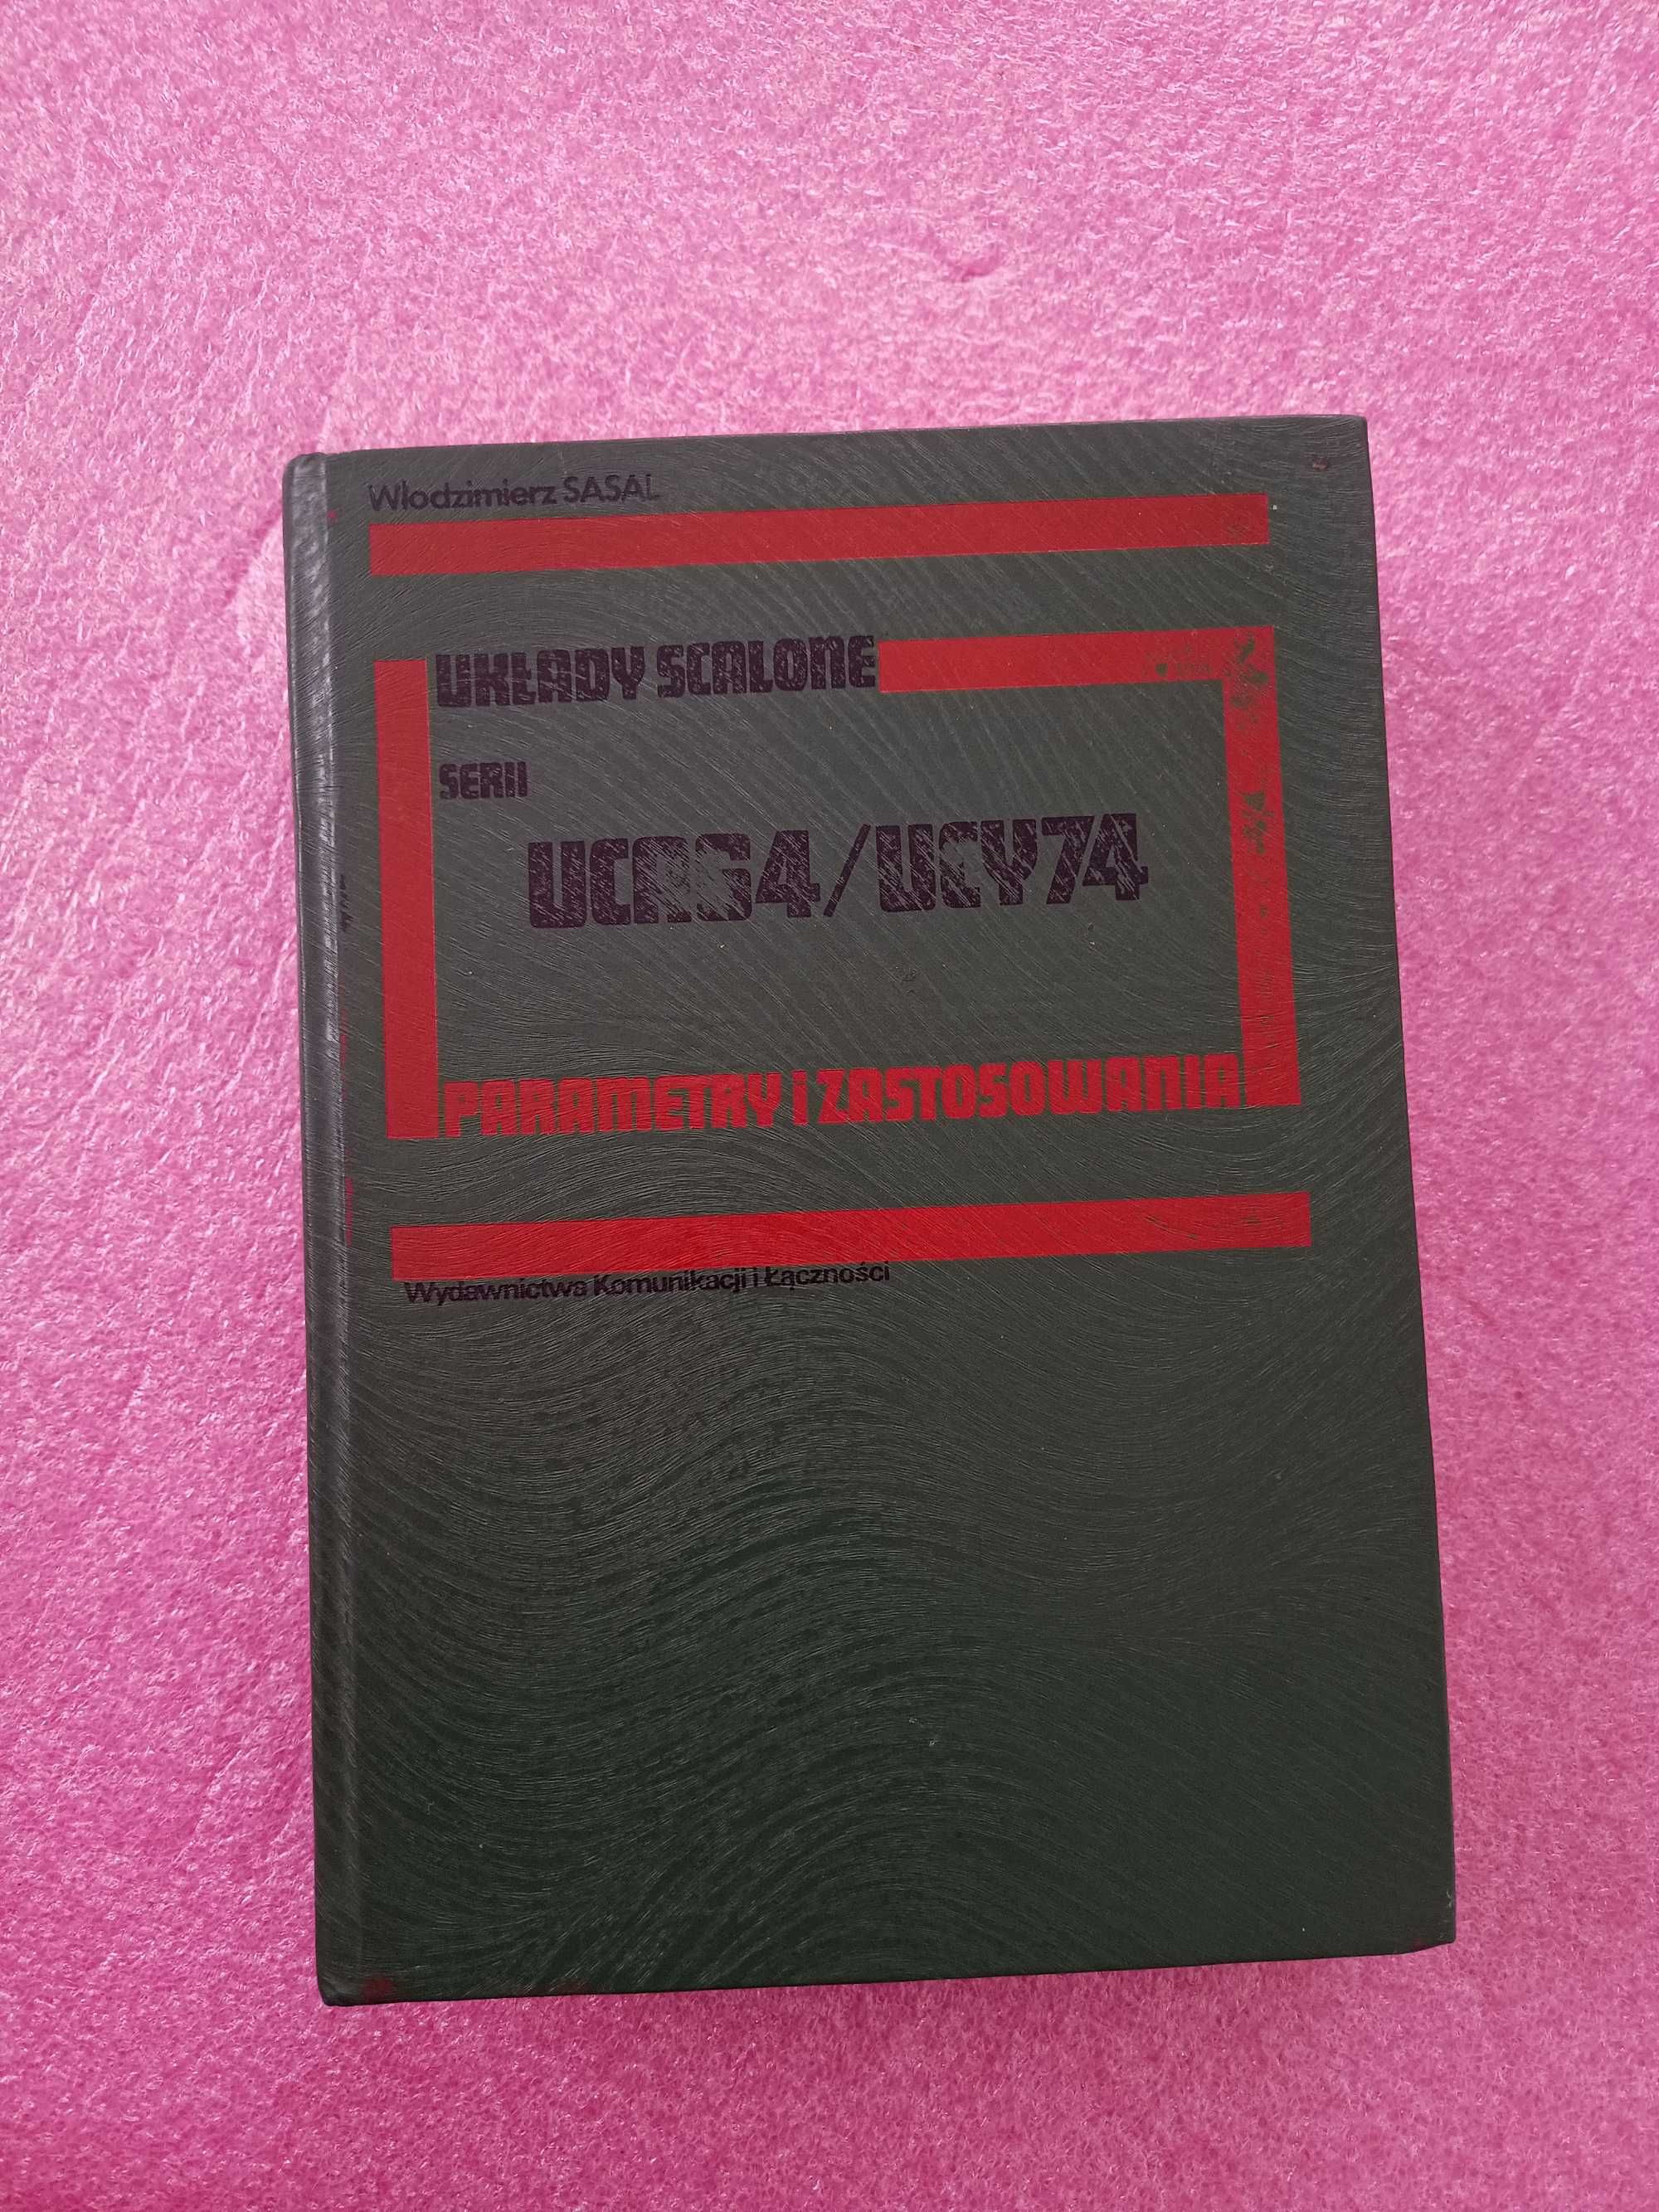 Włodzimierz SASAL
UKŁADY SCALONE
SERII
UCA64/UCY74
PARAMETRY i ZASTOSOWANIA
Wydawnictwa Komunikacji i Łączności